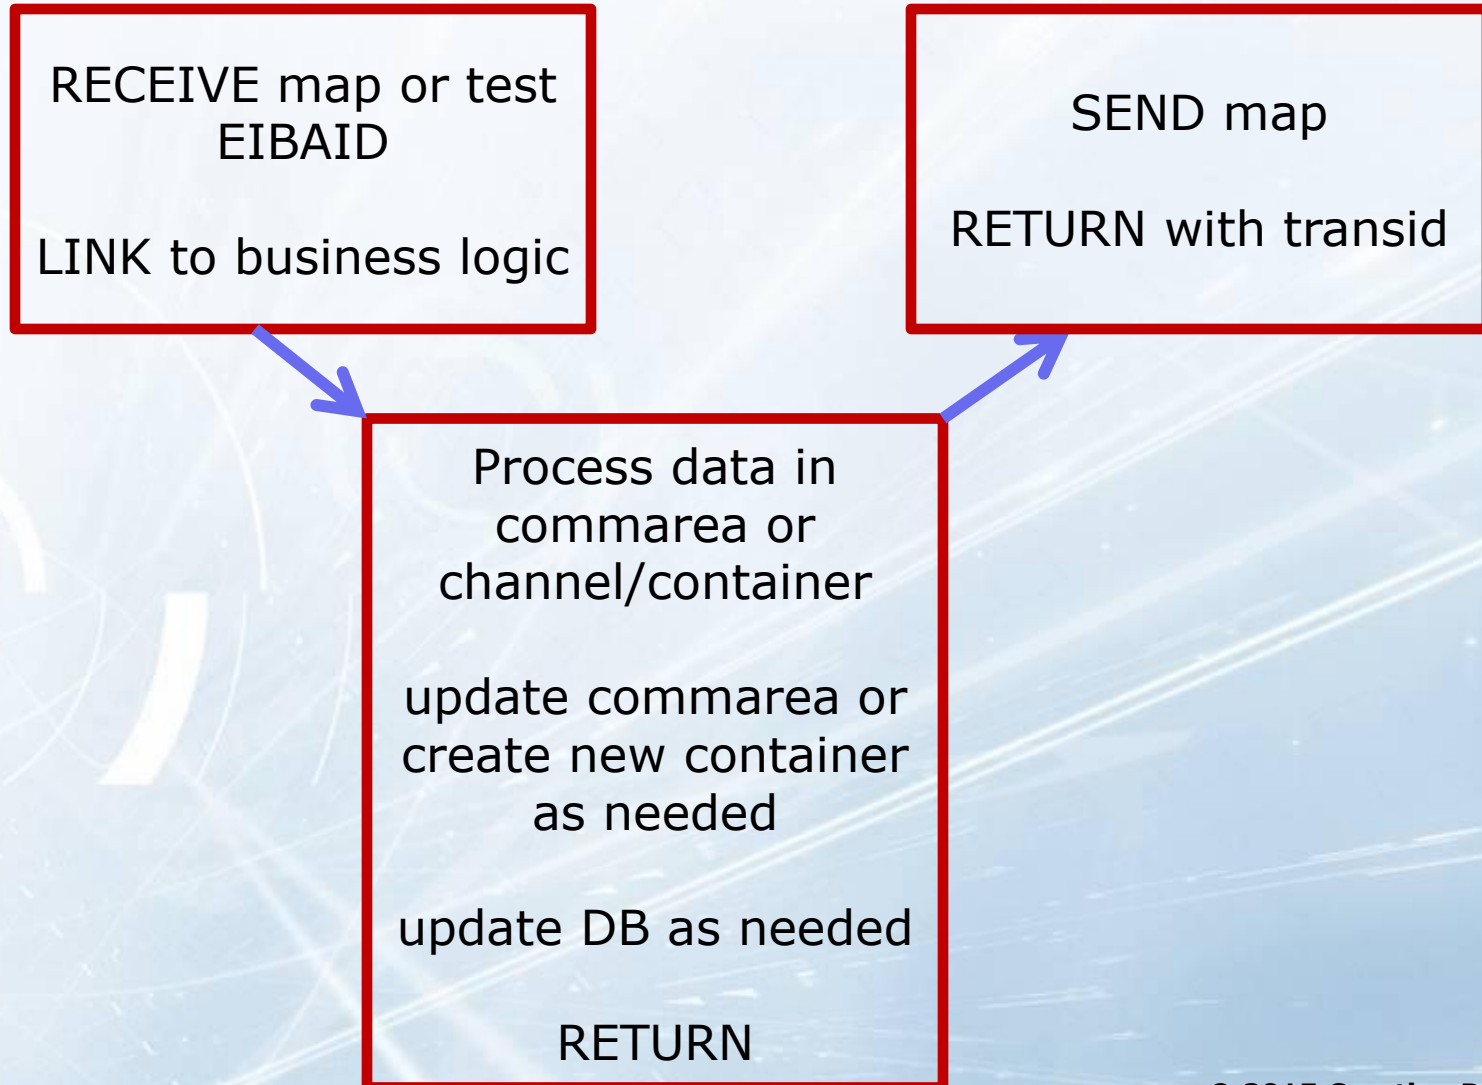 RECEIVE map or test
EIBAID
LINK to business logic
SEND map
RETURN with transid
Process data in
commarea or
channel/container
update commarea or
create new container
as needed
update DB as needed
RETURN